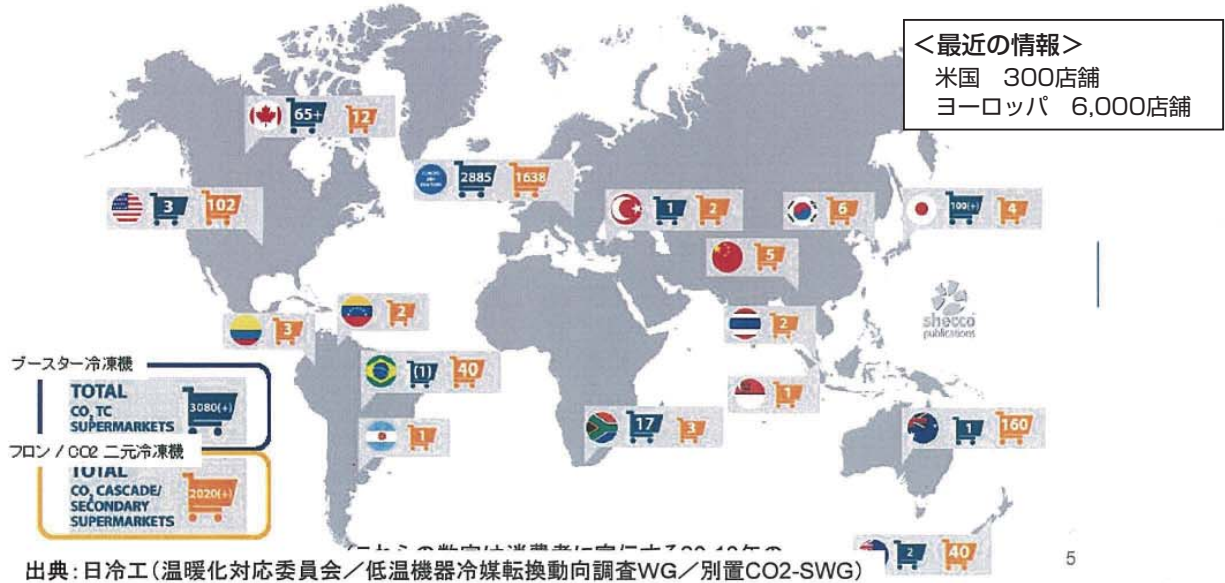 ＜最近の情報＞
米国　300店舗
ヨーロッパ　6,000店舗
65+ 12
2885 1638
3 102
1 2
6
100(+) 4
5
2
3
2
shecco
publications
(1) 40
1
17 3
1
1 160
ブースター冷凍機
TOTAL
CO2 TC
SUPERMARKETS
3080(+)
フロン / CO2 二元冷凍機
TOTAL
CO2 CASCADE/
SECONDARY
SUPERMARKETS
2020(+)
2 40
5
出典：日冷工（温暖化対応委員会／低温機器冷媒転換動向調査WG／別置CO2-SWG）